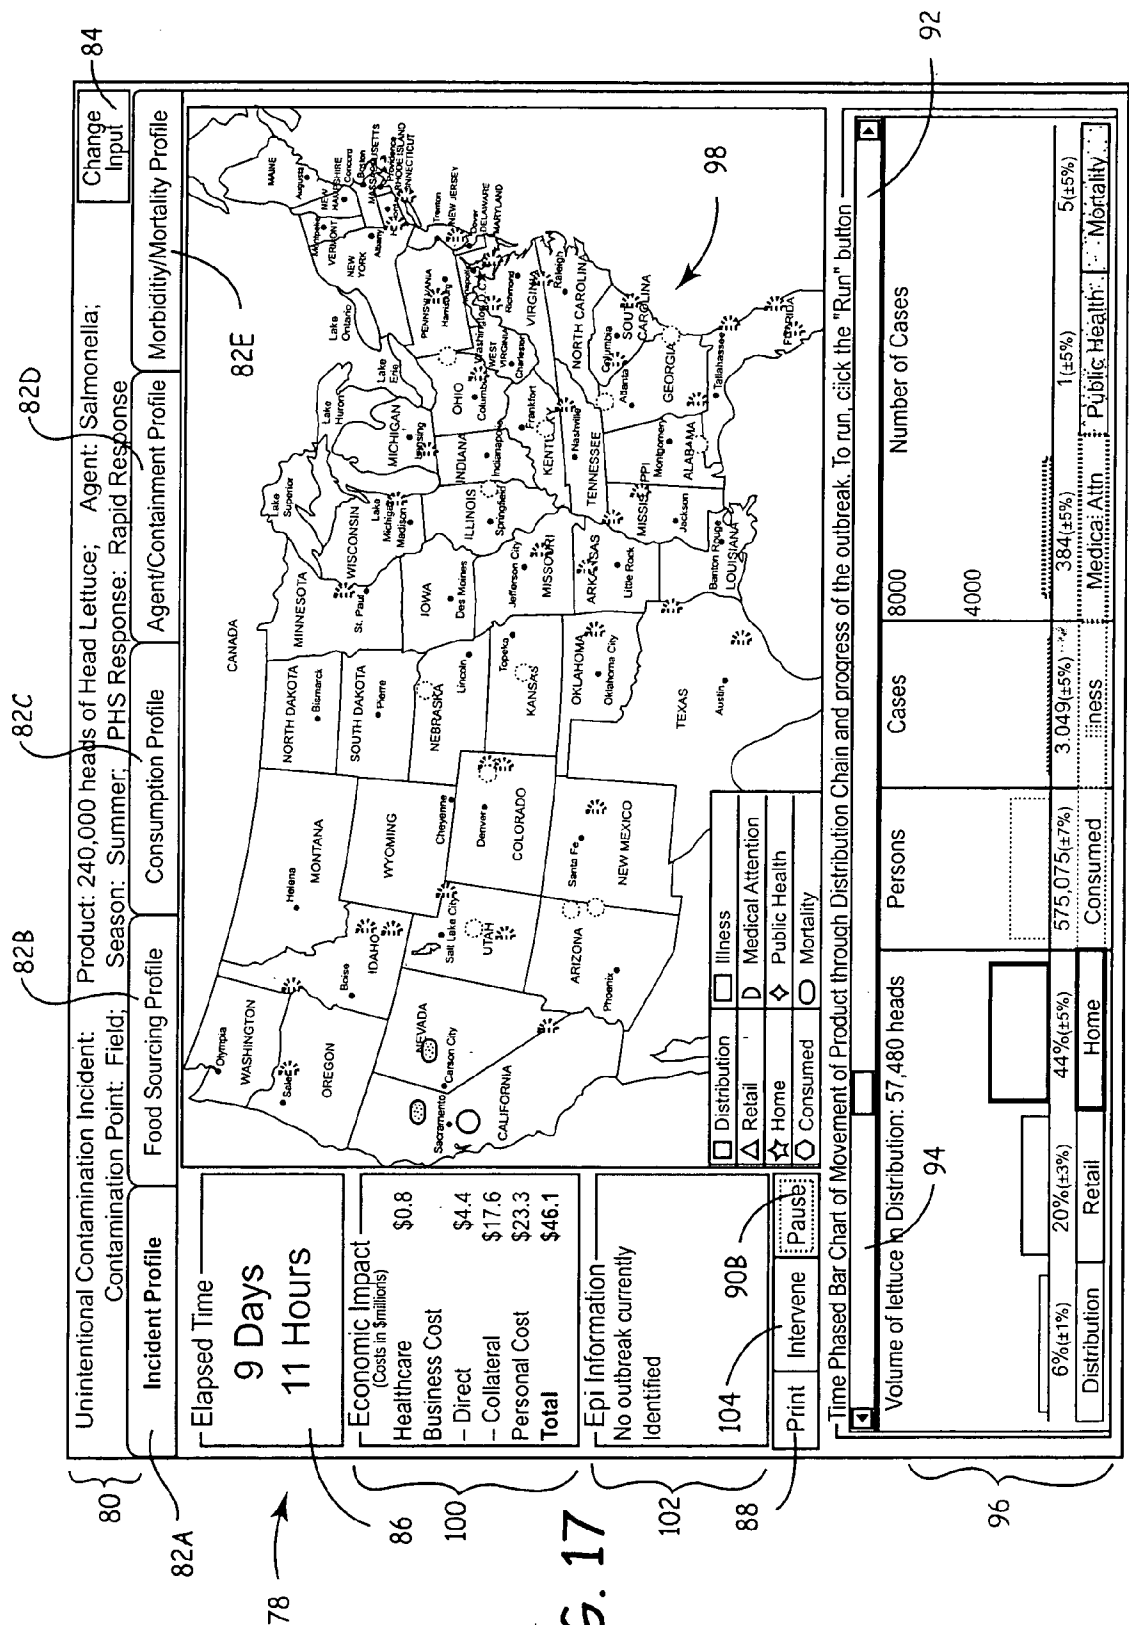 Unintentional Contamination Incident: Product: 240,000 heads of Head Lettuce; Agent: Salmonella;
Contamination Point: Field; Season: Summer; PHS Response: Rapid Response
Change
Input
Incident Profile
Food Sourcing Profile
Consumption Profile
Agent/Containment Profile
Morbiditiy/Mortality Profile
80
82A
82B
82C
82D
82E
84
78
86
100
102
88
104
90B
92
94
96
98
Elapsed Time
9 Days
11 Hours
Economic Impact
(Costs in $millions)
Healthcare $0.8
Business Cost
– Direct $4.4
– Collateral $17.6
Personal Cost $23.3
Total $46.1
Epi Information
No outbreak currently
Identified
Print
Intervene
Pause
CANADA
Olympia
WASHINGTON
OREGON
Helena
MONTANA
Boise
IDAHO
NEVADA
Carson City
Sacramento
CALIFORNIA
Salt Lake City
UTAH
ARIZONA
Phoenix
WYOMING
Cheyenne
Denver
COLORADO
Santa Fe
NEW MEXICO
NORTH DAKOTA
Bismarck
SOUTH DAKOTA
Pierre
NEBRASKA
Lincoln
Topeka
KANSAS
OKLAHOMA
Oklahoma City
TEXAS
Austin
MINNESOTA
St. Paul
IOWA
Des Moines
Jefferson City
MISSOURI
ARKANSAS
Little Rock
Banton Rouge
LOUISIANA
Lake
Superior
WISCONSIN
Lake
Michigan
Madison
ILLINOIS
Springfield
MICHIGAN
Lansing
Lake
Huron
INDIANA
Indianapolis
OHIO
Columbus
Lake
Erie
Lake
Ontario
KENTUCKY
Frankfort
Nashville
TENNESSEE
MISSISSIPPI
Jackson
Montgomery
ALABAMA
Atlanta
GEORGIA
Tallahassee
FLORIDA
Columbia
SOUTH
CAROLINA
NORTH CAROLINA
Raleigh
VIRGINIA
Richmond
WEST
VIRGINIA
Charleston
Washington D.C.
PENNSYLVANIA
Harrisburg
NEW
YORK
Albany
VERMONT
NEW
HAMPSHIRE
Concord
MAINE
Augusta
Boston
MASSACHUSETTS
Providence
RHODE ISLAND
CONNECTICUT
Trenton
NEW JERSEY
Dover
DELAWARE
MARYLAND
Distribution
Illness
Retail
Medical Attention
Home
Public Health
Consumed
Mortality
Time Phased Bar Chart of Movement of Product through Distribution Chain and progress of the outbreak. To run, click the "Run" button
Volume of lettuce in Distribution: 57,480 heads
Persons
Cases
Number of Cases
8000
4000
6%(±1%) 20%(±3%) 44%(±5%) 575,075(±7%) 3.049(±5%) 384(±5%) 1(±5%) 5(±5%)
Distribution Retail Home Consumed Illness Medical Attn Public Health Mortality
G. 17